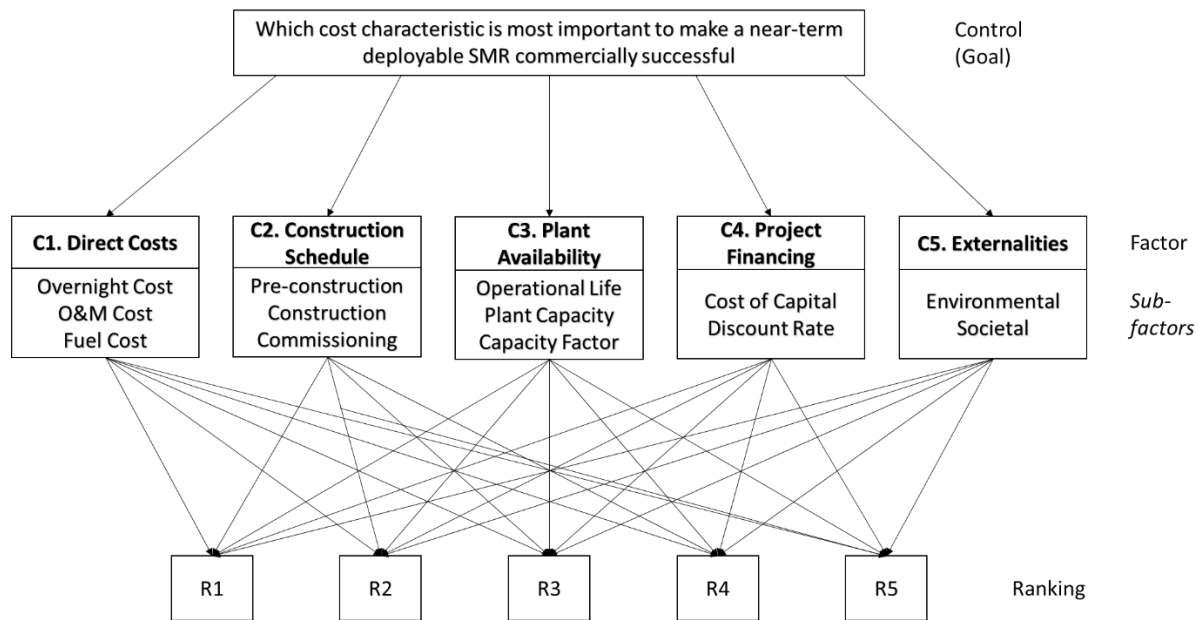 Which cost characteristic is most important to make a near-term
deployable SMR commercially successful
Control
(Goal)
C1. Direct Costs
C2. Construction
Schedule
C3. Plant
Availability
C4. Project
Financing
C5. Externalities
Factor
Overnight Cost
O&M Cost
Fuel Cost
Pre-construction
Construction
Commissioning
Operational Life
Plant Capacity
Capacity Factor
Cost of Capital
Discount Rate
Environmental
Societal
Sub-
factors
R1
R2
R3
R4
R5
Ranking